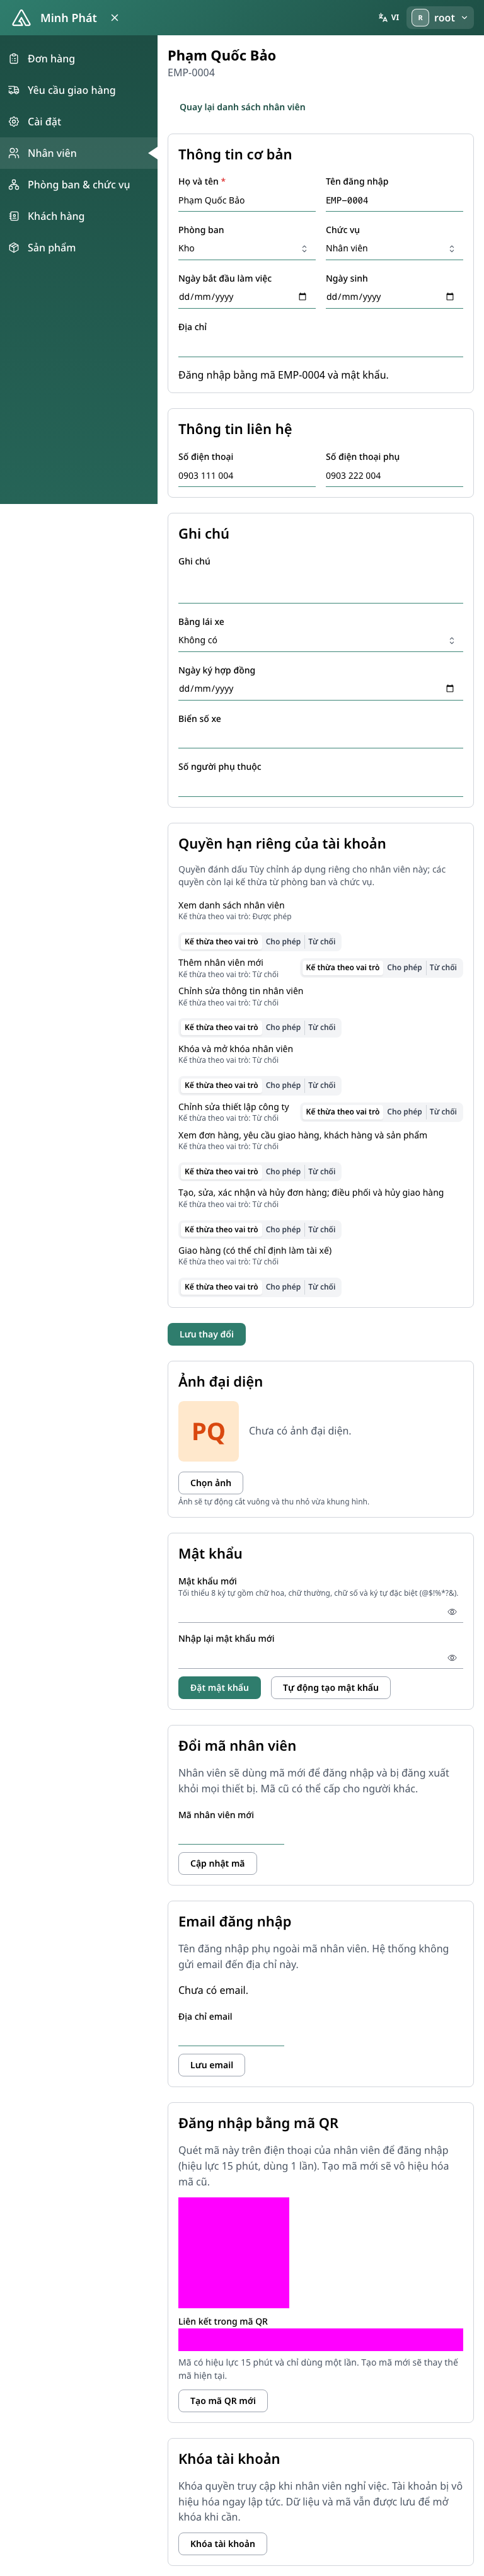 Minh Phát
VI
R
root
Đơn hàng
Yêu cầu giao hàng
Cài đặt
Nhân viên
Phòng ban & chức vụ
Khách hàng
Sản phẩm
Phạm Quốc Bảo
EMP-0004
Quay lại danh sách nhân viên
Thông tin cơ bản
Họ và tên *
Tên đăng nhập
Phạm Quốc Bảo
EMP-0004
Phòng ban
Chức vụ
Kho
Nhân viên
Ngày bắt đầu làm việc
Ngày sinh
dd/mm/yyyy
dd/mm/yyyy
Địa chỉ
Đăng nhập bằng mã EMP-0004 và mật khẩu.
Thông tin liên hệ
Số điện thoại
Số điện thoại phụ
0903 111 004
0903 222 004
Ghi chú
Ghi chú
Bằng lái xe
Không có
Ngày ký hợp đồng
dd/mm/yyyy
Biển số xe
Số người phụ thuộc
Quyền hạn riêng của tài khoản
Quyền đánh dấu Tùy chỉnh áp dụng riêng cho nhân viên này; các
quyền còn lại kế thừa từ phòng ban và chức vụ.
Xem danh sách nhân viên
Kế thừa theo vai trò: Được phép
Kế thừa theo vai trò Cho phép Từ chối
Thêm nhân viên mới
Kế thừa theo vai trò: Từ chối
Kế thừa theo vai trò Cho phép Từ chối
Chỉnh sửa thông tin nhân viên
Kế thừa theo vai trò: Từ chối
Kế thừa theo vai trò Cho phép Từ chối
Khóa và mở khóa nhân viên
Kế thừa theo vai trò: Từ chối
Kế thừa theo vai trò Cho phép Từ chối
Chỉnh sửa thiết lập công ty
Kế thừa theo vai trò: Từ chối
Kế thừa theo vai trò Cho phép Từ chối
Xem đơn hàng, yêu cầu giao hàng, khách hàng và sản phẩm
Kế thừa theo vai trò: Từ chối
Kế thừa theo vai trò Cho phép Từ chối
Tạo, sửa, xác nhận và hủy đơn hàng; điều phối và hủy giao hàng
Kế thừa theo vai trò: Từ chối
Kế thừa theo vai trò Cho phép Từ chối
Giao hàng (có thể chỉ định làm tài xế)
Kế thừa theo vai trò: Từ chối
Kế thừa theo vai trò Cho phép Từ chối
Lưu thay đổi
Ảnh đại diện
PQ
Chưa có ảnh đại diện.
Chọn ảnh
Ảnh sẽ tự động cắt vuông và thu nhỏ vừa khung hình.
Mật khẩu
Mật khẩu mới
Tối thiểu 8 ký tự gồm chữ hoa, chữ thường, chữ số và ký tự đặc biệt (@$!%*?&).
Nhập lại mật khẩu mới
Đặt mật khẩu
Tự động tạo mật khẩu
Đổi mã nhân viên
Nhân viên sẽ dùng mã mới để đăng nhập và bị đăng xuất
khỏi mọi thiết bị. Mã cũ có thể cấp cho người khác.
Mã nhân viên mới
Cập nhật mã
Email đăng nhập
Tên đăng nhập phụ ngoài mã nhân viên. Hệ thống không
gửi email đến địa chỉ này.
Chưa có email.
Địa chỉ email
Lưu email
Đăng nhập bằng mã QR
Quét mã này trên điện thoại của nhân viên để đăng nhập
(hiệu lực 15 phút, dùng 1 lần). Tạo mã mới sẽ vô hiệu hóa
mã cũ.
Liên kết trong mã QR
Mã có hiệu lực 15 phút và chỉ dùng một lần. Tạo mã mới sẽ thay thế
mã hiện tại.
Tạo mã QR mới
Khóa tài khoản
Khóa quyền truy cập khi nhân viên nghỉ việc. Tài khoản bị vô
hiệu hóa ngay lập tức. Dữ liệu và mã vẫn được lưu để mở
khóa khi cần.
Khóa tài khoản